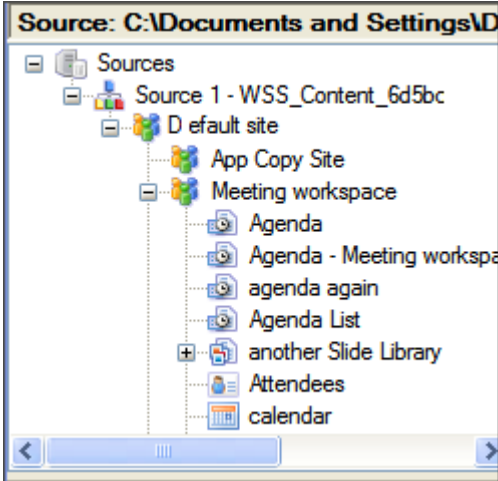 Source: C:\Documents and Settings\D
Sources
Source 1 - WSS_Content_6d5bc
D efault site
App Copy Site
Meeting workspace
Agenda
Agenda - Meeting workspa
agenda again
Agenda List
another Slide Library
Attendees
calendar